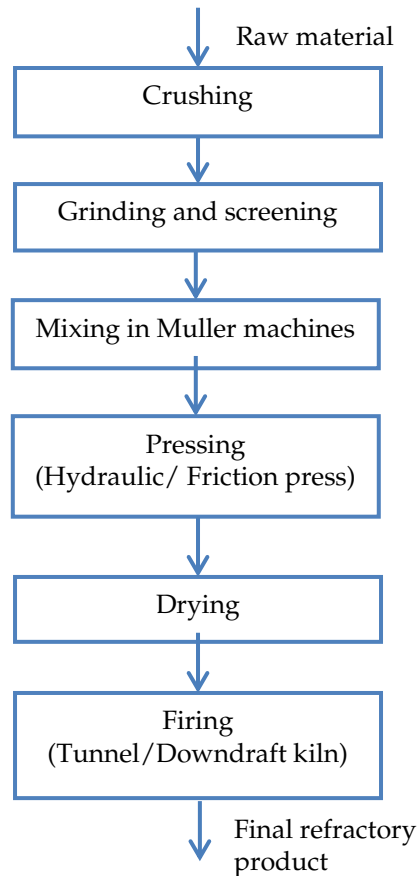 Raw material
Crushing
Grinding and screening
Mixing in Muller machines
Pressing
(Hydraulic/ Friction press)
Drying
Firing
(Tunnel/Downdraft kiln)
Final refractory
product